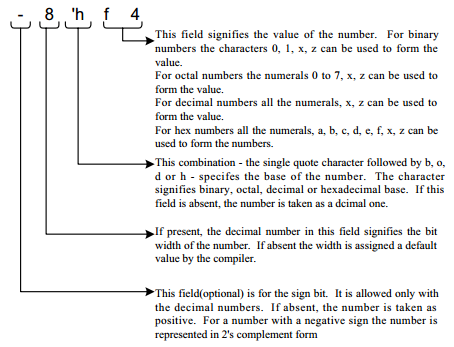 - 8 'h f 4
This field signifies the value of the number. For binary
numbers the characters 0, 1, x, z can be used to form the
value.
For octal numbers the numerals 0 to 7, x, z can be used to
form the value.
For decimal numbers all the numerals, x, z can be used to
form the value.
For hex numbers all the numerals, a, b, c, d, e, f, x, z can be
used to form the numbers.
This combination - the single quote character followed by b, o,
d or h - specifes the base of the number. The character
signifies binary, octal, decimal or hexadecimal base. If this
field is absent, the number is taken as a dcimal one.
If present, the decimal number in this field signifies the bit
width of the number. If absent the width is assigned a default
value by the compiler.
This field(optional) is for the sign bit. It is allowed only with
the decimal numbers. If absent, the number is taken as
positive. For a number with a negative sign the number is
represented in 2's complement form